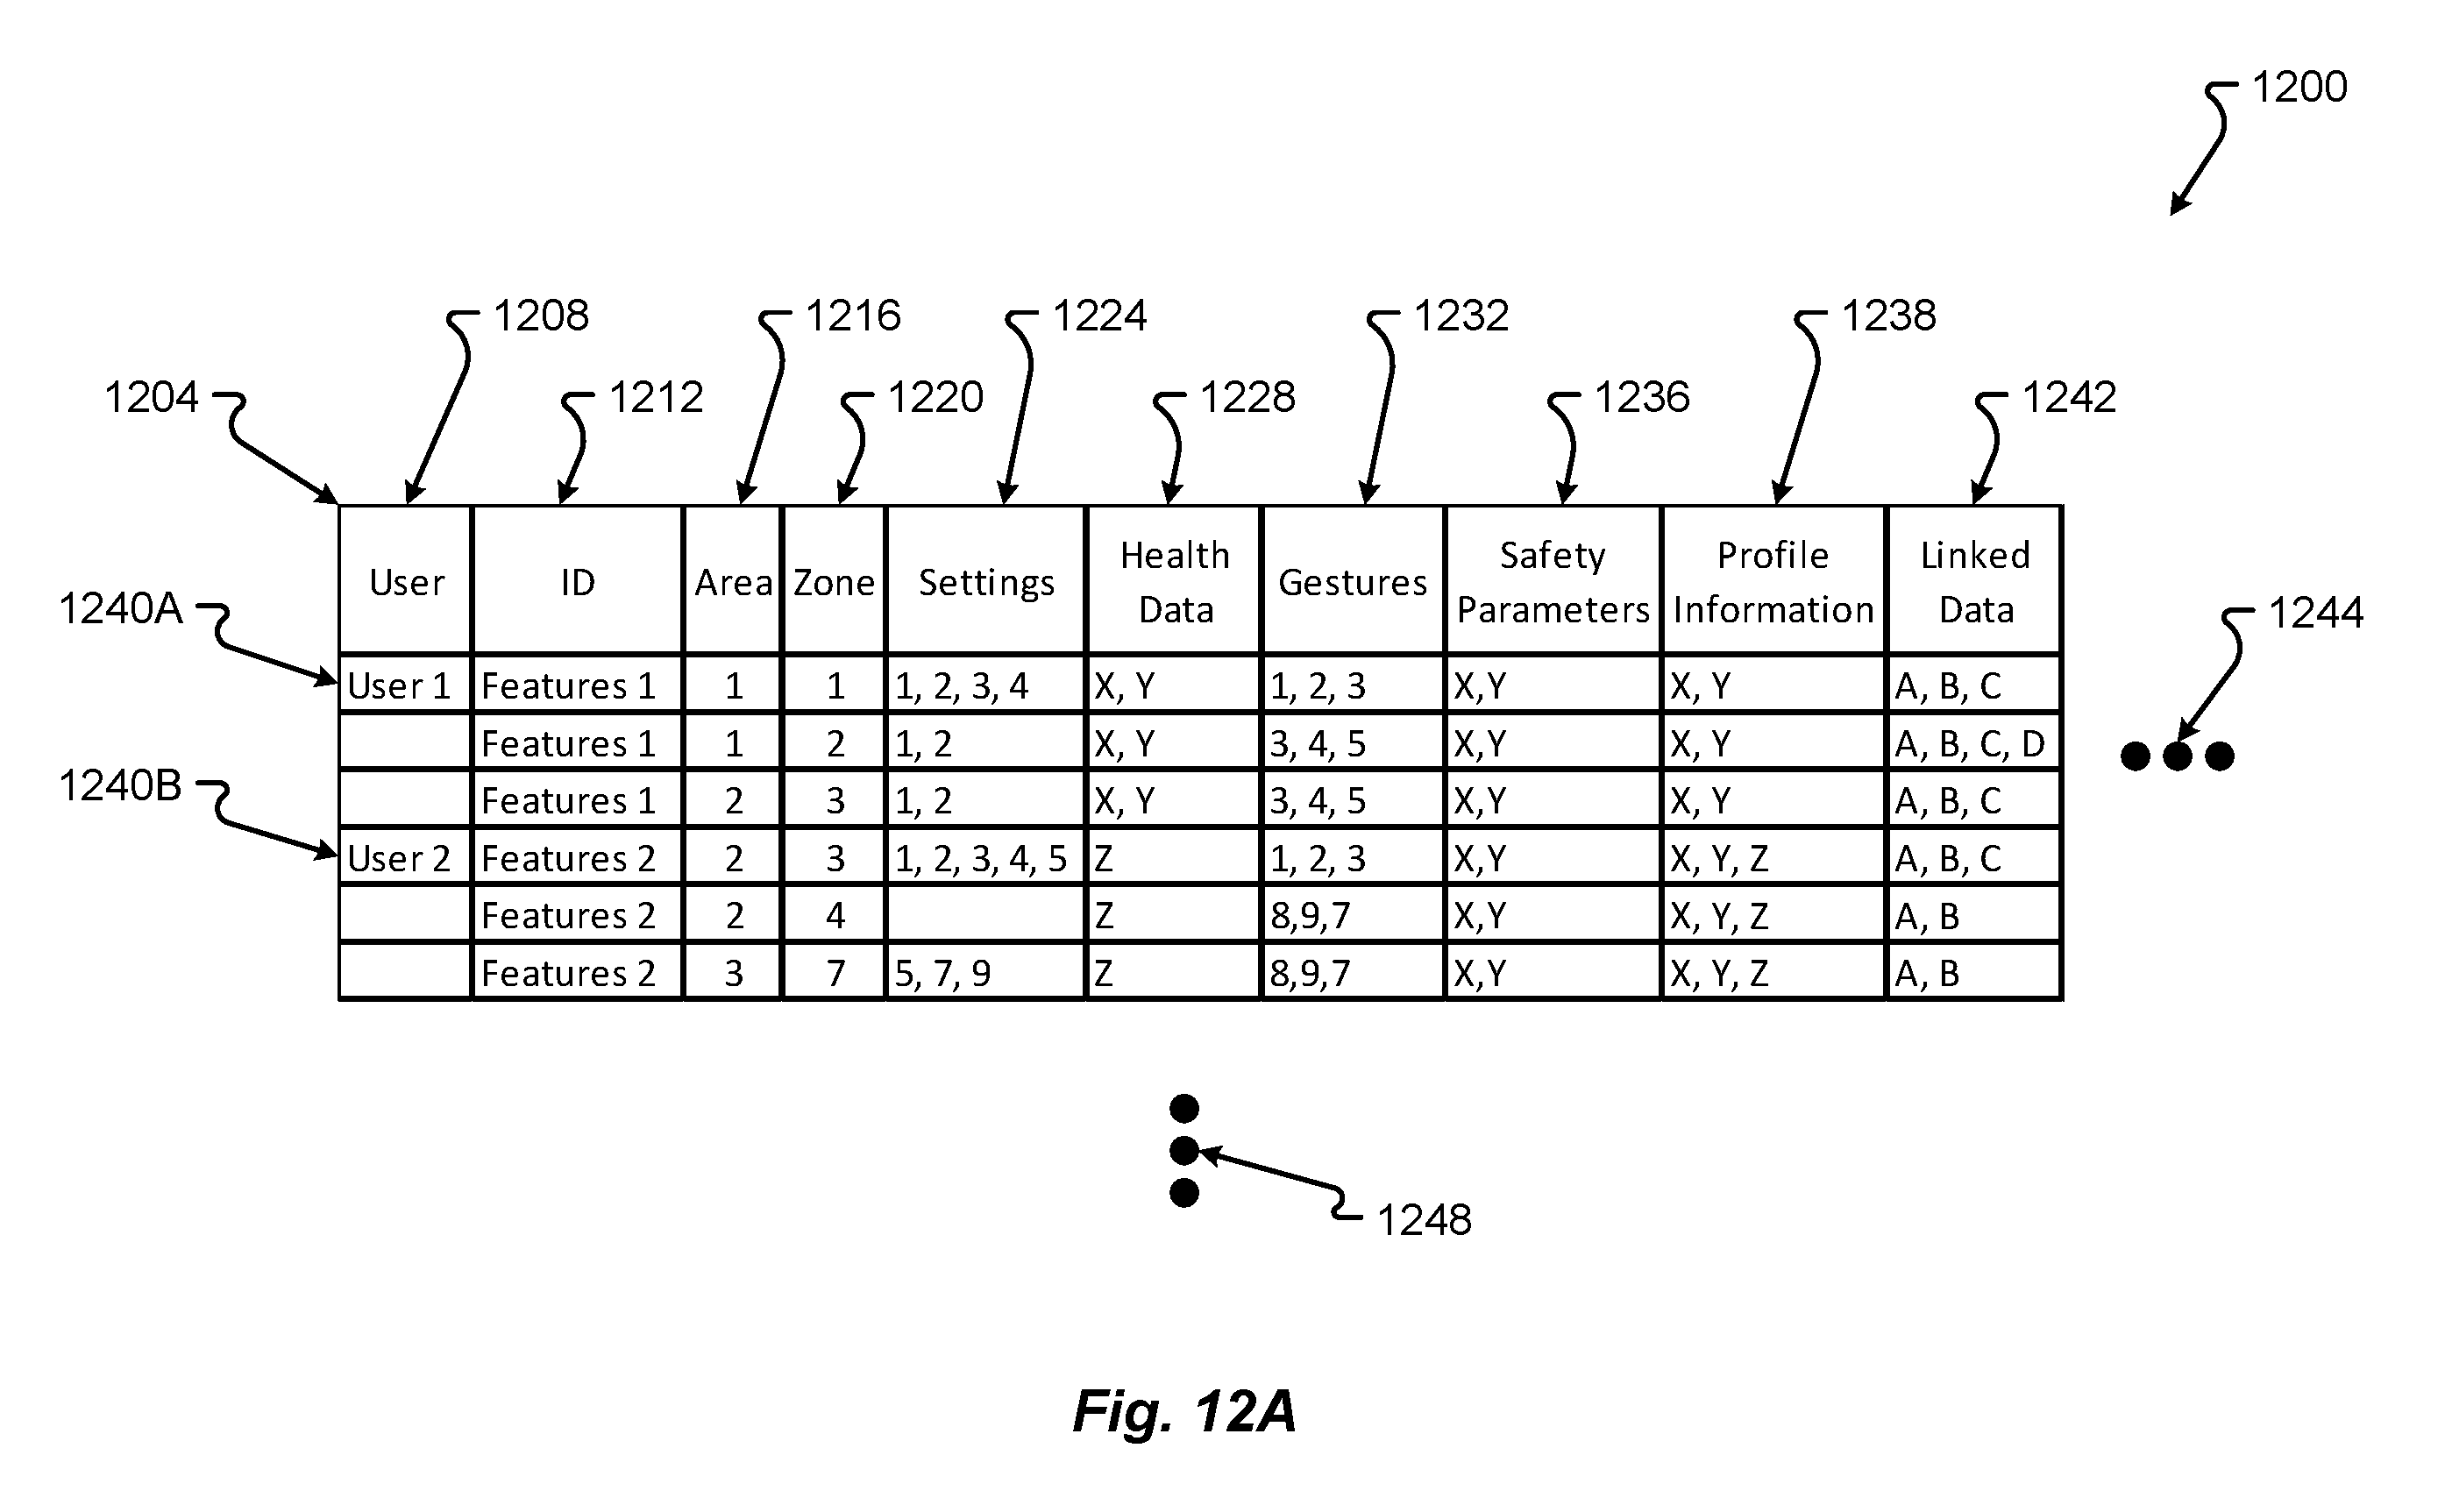 1200
1208 1216 1224 1232 1238
1204 1212 1220 1228 1236 1242
User ID Area Zone Settings Health Data Gestures Safety Parameters Profile Information Linked Data
1240A
1244
User 1 Features 1 1 1 1, 2, 3, 4 X, Y 1, 2, 3 X,Y X, Y A, B, C
Features 1 1 2 1, 2 X, Y 3, 4, 5 X,Y X, Y A, B, C, D
1240B
Features 1 2 3 1, 2 X, Y 3, 4, 5 X,Y X, Y A, B, C
User 2 Features 2 2 3 1, 2, 3, 4, 5 Z 1, 2, 3 X,Y X, Y, Z A, B, C
Features 2 2 4 Z 8,9,7 X,Y X, Y, Z A, B
Features 2 3 7 5, 7, 9 Z 8,9,7 X,Y X, Y, Z A, B
1248
Fig. 12A